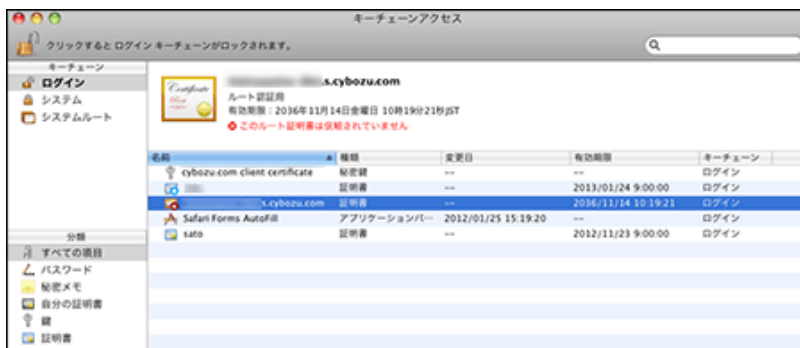 キーチェーンアクセス
クリックすると ログイン キーチェーンがロックされます。
キーチェーン
ログイン
システム
システムルート
.s.cybozu.com
ルート認証局
有効期限：2036年11月14日金曜日 10時19分21秒JST
このルート証明書は信頼されていません
名前 種類 変更日 有効期限 キーチェーン
cybozu.com client certificate 秘密鍵 -- -- ログイン
証明書 -- 2013/01/24 9:00:00 ログイン
s.cybozu.com 証明書 -- 2036/11/14 10:19:21 ログイン
Safari Forms AutoFill アプリケーションパ… 2012/01/25 15:19:20 -- ログイン
sato 証明書 -- 2012/11/23 9:00:00 ログイン
分類
すべての項目
パスワード
秘密メモ
自分の証明書
鍵
証明書